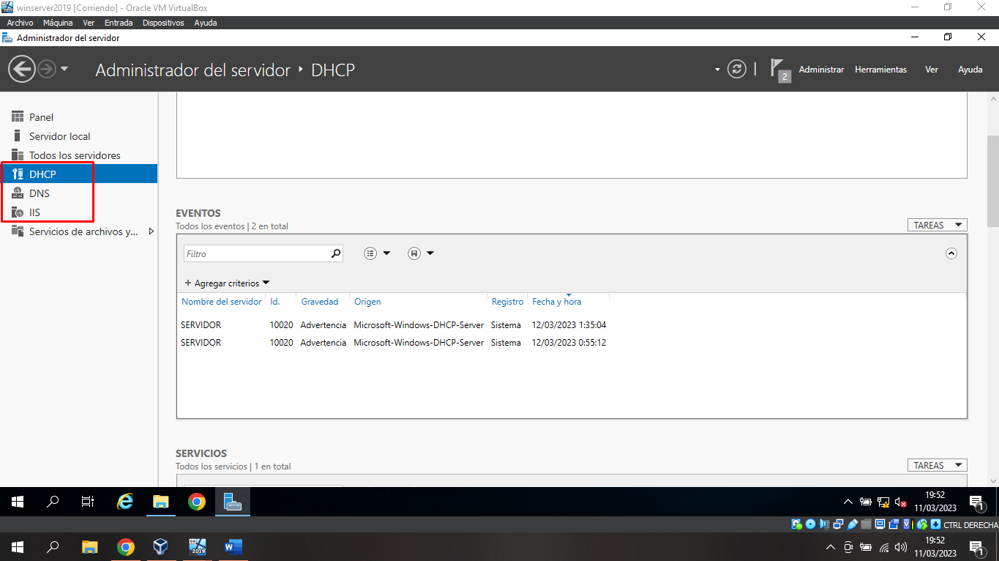 winserver2019 [Corriendo] - Oracle VM VirtualBox
Archivo Máquina Ver Entrada Dispositivos Ayuda
Administrador del servidor
Administrador del servidor DHCP
2 Administrar Herramientas Ver Ayuda
Panel
Servidor local
Todos los servidores
DHCP
DNS
IIS
Servicios de archivos y...
EVENTOS
Todos los eventos | 2 en total
TAREAS
Filtro
+ Agregar criterios
Nombre del servidor Id. Gravedad Origen Registro Fecha y hora
SERVIDOR 10020 Advertencia Microsoft-Windows-DHCP-Server Sistema 12/03/2023 1:35:04
SERVIDOR 10020 Advertencia Microsoft-Windows-DHCP-Server Sistema 12/03/2023 0:55:12
SERVICIOS
Todos los servicios | 1 en total
TAREAS
19:52
11/03/2023
1
CTRL DERECHA
2019
19:52
11/03/2023
1